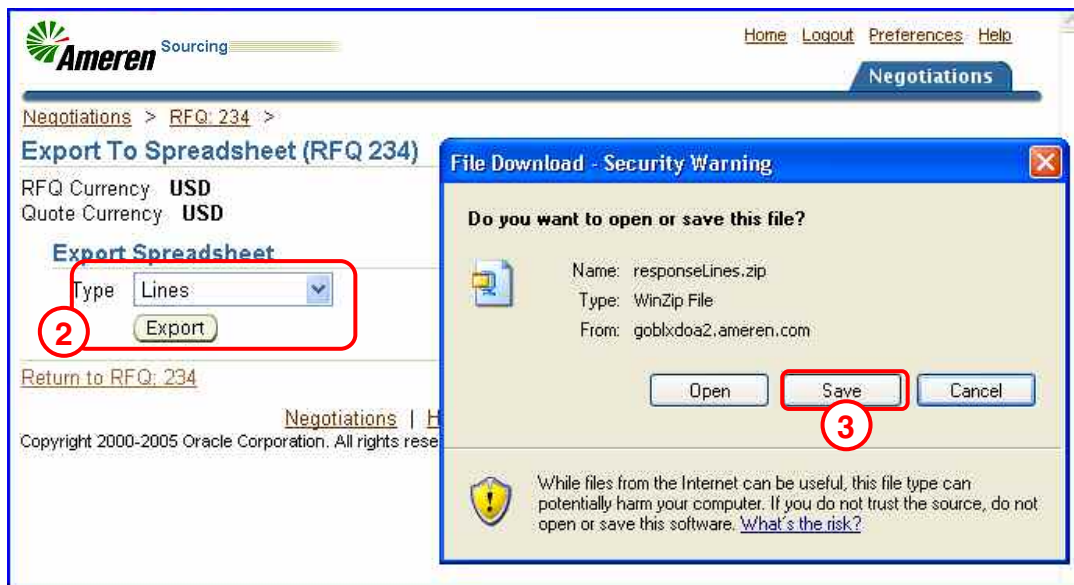 Ameren Sourcing
Home Logout Preferences Help
Negotiations
Negotiations > RFQ: 234 >
Export To Spreadsheet (RFQ 234)
RFQ Currency USD
Quote Currency USD
Export Spreadsheet
Type Lines
2
Export
Return to RFQ: 234
Negotiations | H
Copyright 2000-2005 Oracle Corporation. All rights rese
File Download - Security Warning
Do you want to open or save this file?
Name: responseLines.zip
Type: WinZip File
From: goblxdoa2.ameren.com
Open Save Cancel
3
While files from the Internet can be useful, this file type can
potentially harm your computer. If you do not trust the source, do not
open or save this software. What's the risk?